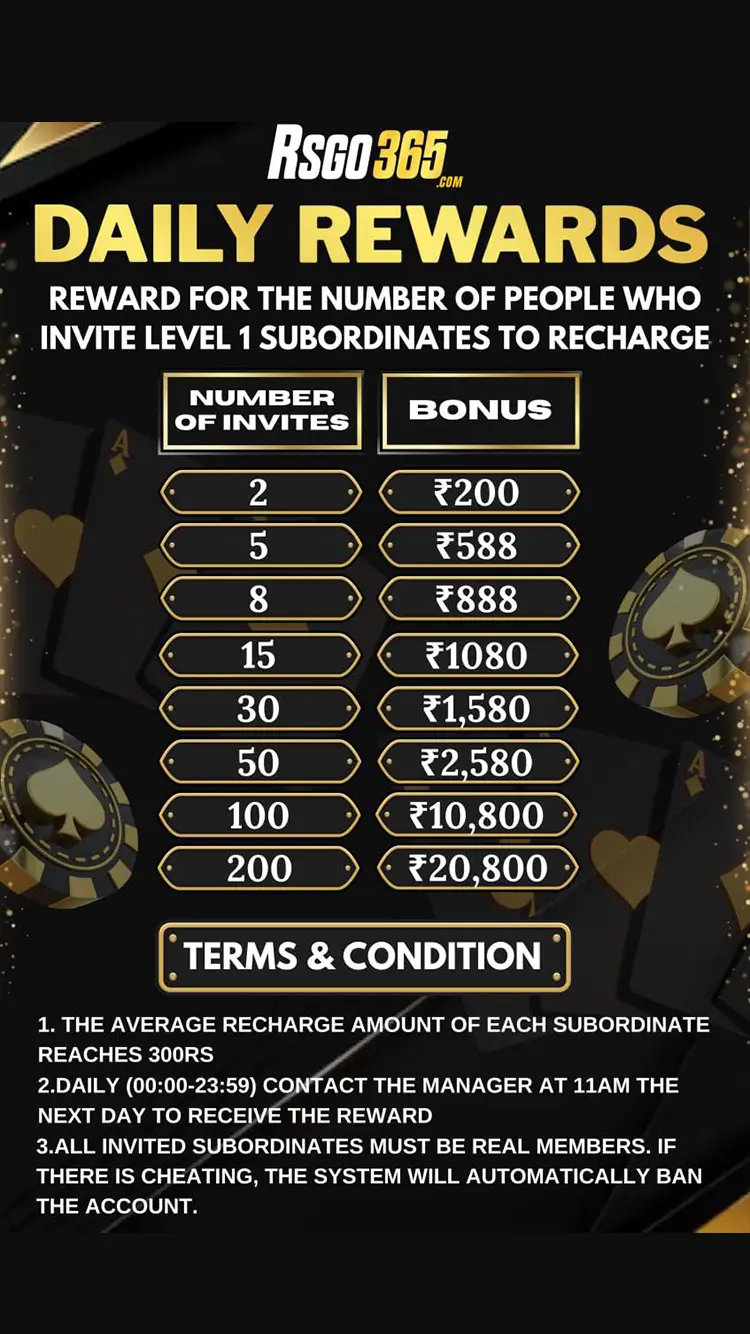 RSGO365.COM
DAILY REWARDS
REWARD FOR THE NUMBER OF PEOPLE WHO
INVITE LEVEL 1 SUBORDINATES TO RECHARGE
NUMBER
OF INVITES
BONUS
2 ₹200
5 ₹588
8 ₹888
15 ₹1080
30 ₹1,580
50 ₹2,580
100 ₹10,800
200 ₹20,800
TERMS & CONDITION
1. THE AVERAGE RECHARGE AMOUNT OF EACH SUBORDINATE
REACHES 300RS
2.DAILY (00:00-23:59) CONTACT THE MANAGER AT 11AM THE
NEXT DAY TO RECEIVE THE REWARD
3.ALL INVITED SUBORDINATES MUST BE REAL MEMBERS. IF
THERE IS CHEATING, THE SYSTEM WILL AUTOMATICALLY BAN
THE ACCOUNT.
A
A